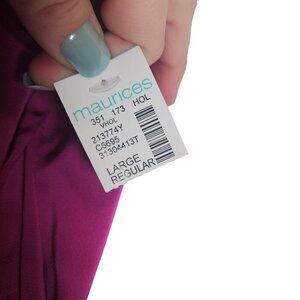 maurices
351 173 HOL
VHOL
213774Y
CS695
31304413T
LARGE
REGULAR